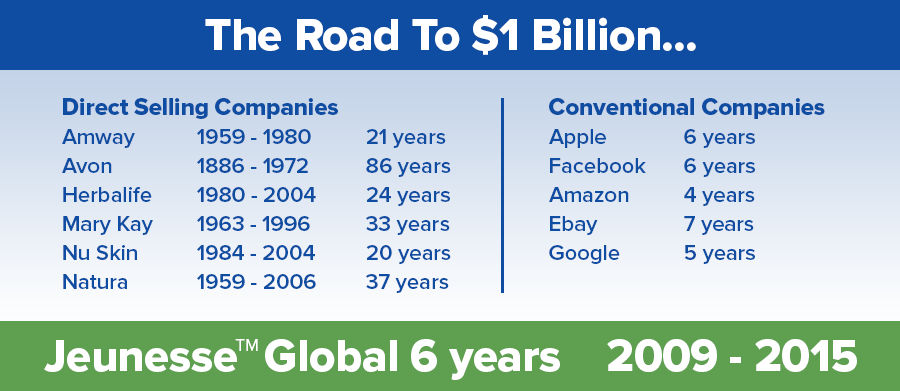 The Road To $1 Billion...
Direct Selling Companies
Amway 1959 - 1980 21 years
Avon 1886 - 1972 86 years
Herbalife 1980 - 2004 24 years
Mary Kay 1963 - 1996 33 years
Nu Skin 1984 - 2004 20 years
Natura 1959 - 2006 37 years
Conventional Companies
Apple 6 years
Facebook 6 years
Amazon 4 years
Ebay 7 years
Google 5 years
Jeunesse™ Global 6 years 2009 - 2015